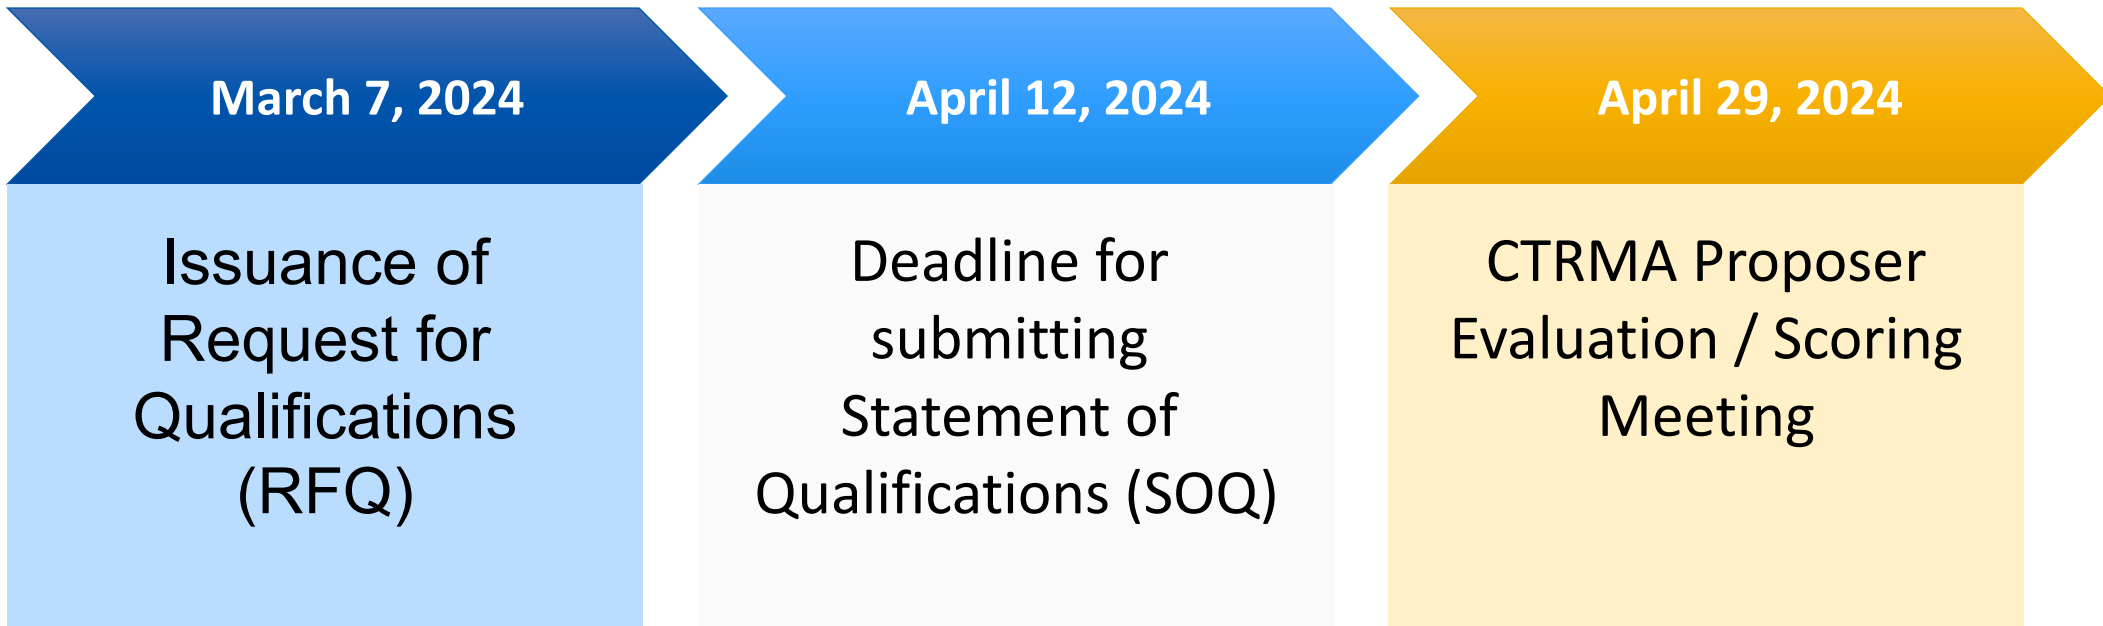 March 7, 2024
Issuance of
Request for
Qualifications
(RFQ)
April 12, 2024
Deadline for
submitting
Statement of
Qualifications (SOQ)
April 29, 2024
CTRMA Proposer
Evaluation / Scoring
Meeting